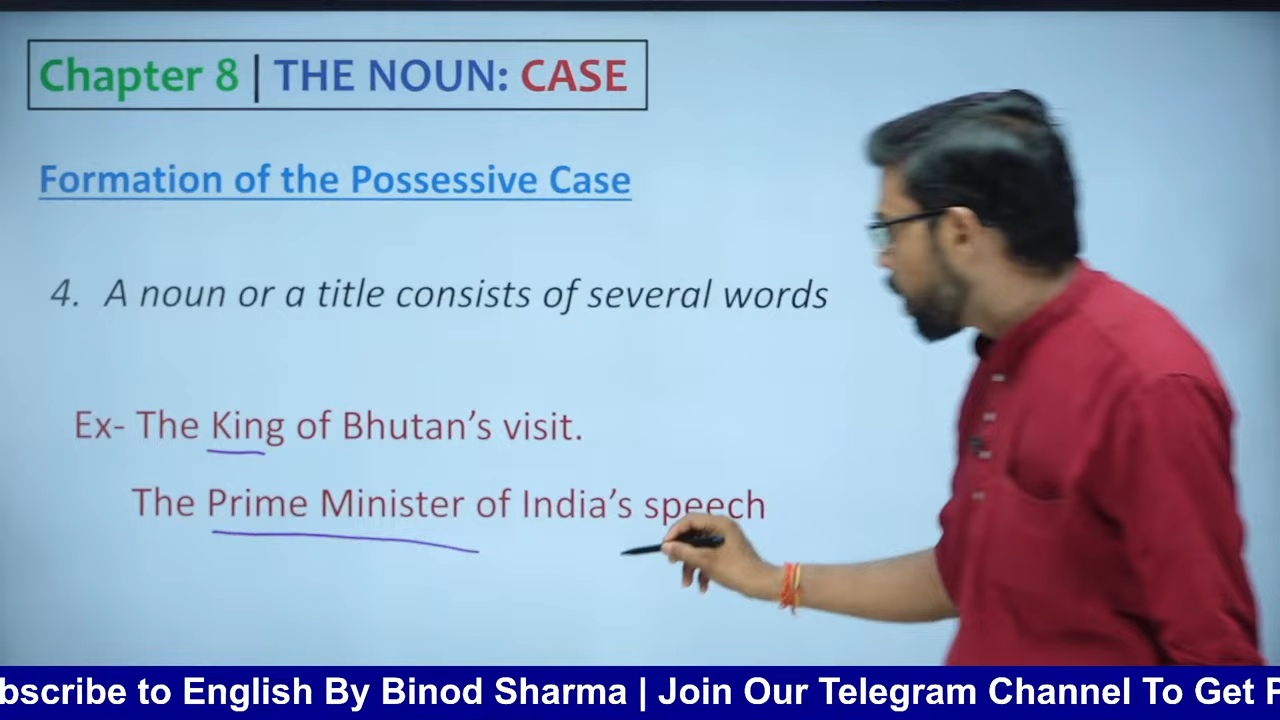 Chapter 8 | THE NOUN: CASE
Formation of the Possessive Case
4. A noun or a title consists of several words
Ex- The King of Bhutan’s visit.
The Prime Minister of India’s speech
bscribe to English By Binod Sharma | Join Our Telegram Channel To Get